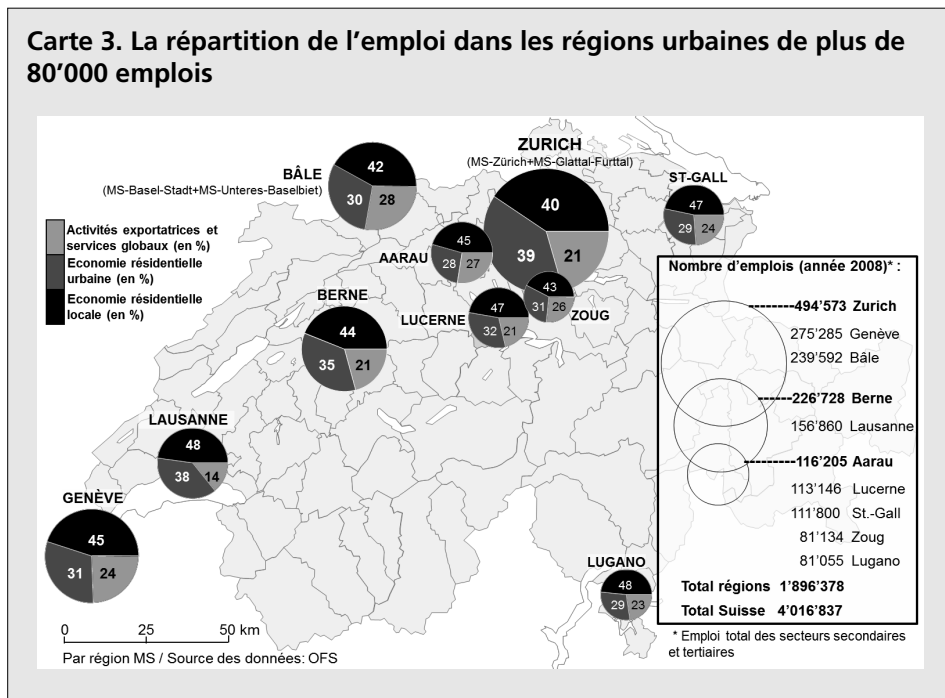 Carte 3. La répartition de l'emploi dans les régions urbaines de plus de
80'000 emplois
ZURICH
(MS-Zürich+MS-Glattal-Furttal)
40
39
21
BÂLE
(MS-Basel-Stadt+MS-Unteres-Baselbiet)
42
30
28
ST-GALL
47
29
24
Activités exportatrices et
services globaux (en %)
Economie résidentielle
urbaine (en %)
Economie résidentielle
locale (en %)
AARAU
45
28
27
ZOUG
43
31
26
LUCERNE
47
32
21
BERNE
44
35
21
LAUSANNE
48
38
14
GENÈVE
45
31
24
LUGANO
48
29
23
Nombre d'emplois (année 2008)* :
494'573 Zurich
275'285 Genève
239'592 Bâle
226'728 Berne
156'860 Lausanne
116'205 Aarau
113'146 Lucerne
111'800 St.-Gall
81'134 Zoug
81'055 Lugano
Total régions 1'896'378
Total Suisse 4'016'837
* Emploi total des secteurs secondaires
et tertiaires
0 25 50 km
Par région MS / Source des données: OFS